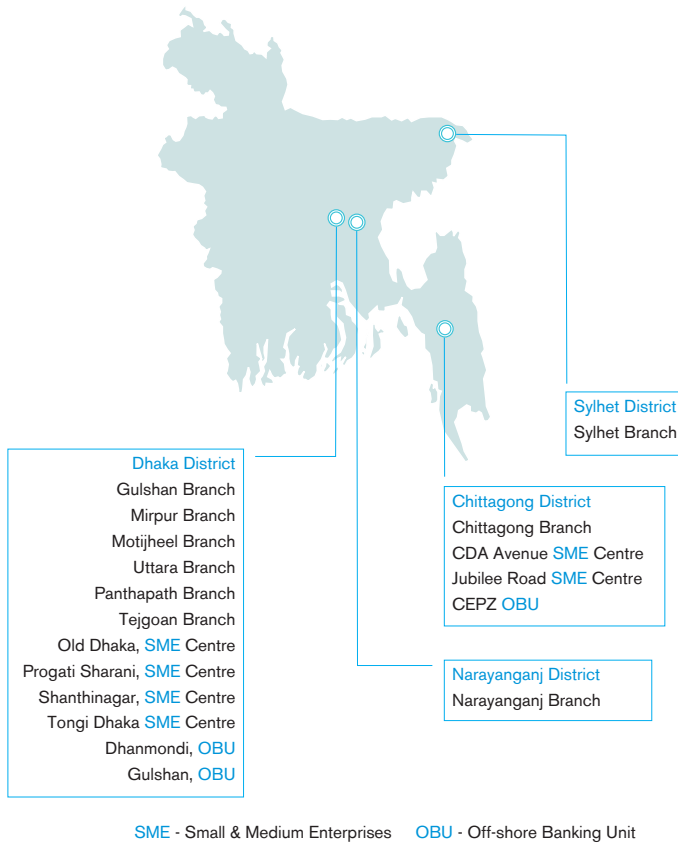 Sylhet District
Sylhet Branch
Dhaka District
Gulshan Branch
Mirpur Branch
Motijheel Branch
Uttara Branch
Panthapath Branch
Tejgoan Branch
Old Dhaka, SME Centre
Progati Sharani, SME Centre
Shanthinagar, SME Centre
Tongi Dhaka SME Centre
Dhanmondi, OBU
Gulshan, OBU
Chittagong District
Chittagong Branch
CDA Avenue SME Centre
Jubilee Road SME Centre
CEPZ OBU
Narayanganj District
Narayanganj Branch
SME - Small & Medium Enterprises OBU - Off-shore Banking Unit